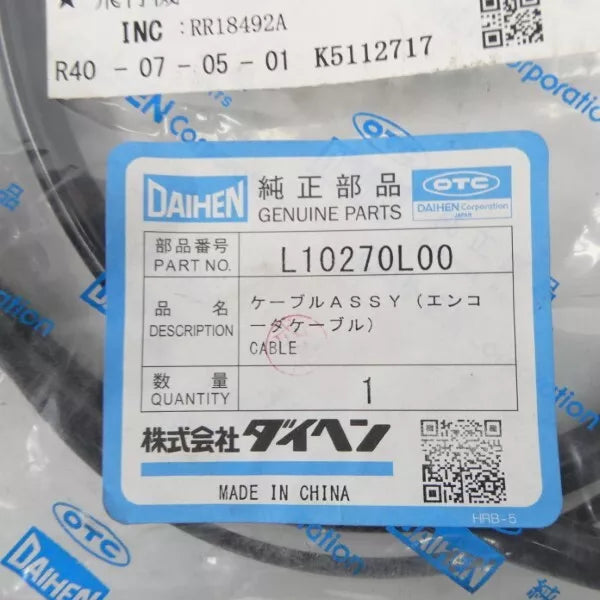 INC : RR18492A
R40 - 07 - 05 - 01 K5112717
DAIHEN
純正部品
GENUINE PARTS
OTC
DAIHEN Corporation
JAPAN
部品番号
PART NO.
L10270L00
品 名
DESCRIPTION
ケーブルASSY(エンコ
ーダケーブル)
CABLE
数 量
QUANTITY
1
株式会社 ダイヘン
MADE IN CHINA
HRB-5
OTC
DAIHEN
Corporation